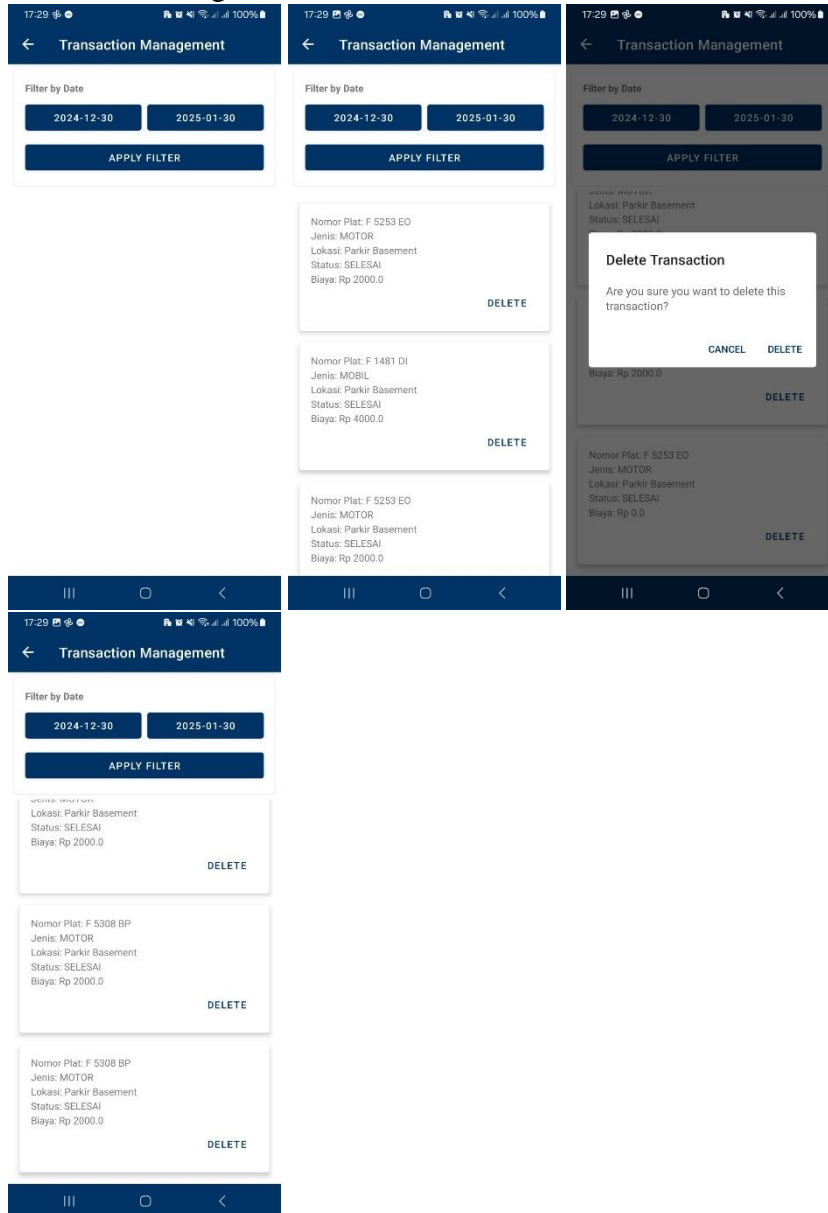 17:29 100%
Transaction Management
Filter by Date
2024-12-30 2025-01-30
APPLY FILTER
17:29 100%
Transaction Management
Filter by Date
2024-12-30 2025-01-30
APPLY FILTER
Nomor Plat: F 5253 EO
Jenis: MOTOR
Lokasi: Parkir Basement
Status: SELESAI
Biaya: Rp 2000.0
DELETE
Nomor Plat: F 1481 DI
Jenis: MOBIL
Lokasi: Parkir Basement
Status: SELESAI
Biaya: Rp 4000.0
DELETE
Nomor Plat: F 5253 EO
Jenis: MOTOR
Lokasi: Parkir Basement
Status: SELESAI
Biaya: Rp 2000.0
17:29 100%
Transaction Management
Filter by Date
2024-12-30 2025-01-30
APPLY FILTER
Jenis: MOTOR
Lokasi: Parkir Basement
Status: SELESAI
Delete Transaction
Are you sure you want to delete this
transaction?
CANCEL DELETE
Biaya: Rp 2000.0
DELETE
Nomor Plat: F 5253 EO
Jenis: MOTOR
Lokasi: Parkir Basement
Status: SELESAI
Biaya: Rp 0.0
DELETE
17:29 100%
Transaction Management
Filter by Date
2024-12-30 2025-01-30
APPLY FILTER
Jenis: MOTOR
Lokasi: Parkir Basement
Status: SELESAI
Biaya: Rp 2000.0
DELETE
Nomor Plat: F 5308 BP
Jenis: MOTOR
Lokasi: Parkir Basement
Status: SELESAI
Biaya: Rp 2000.0
DELETE
Nomor Plat: F 5308 BP
Jenis: MOTOR
Lokasi: Parkir Basement
Status: SELESAI
Biaya: Rp 2000.0
DELETE